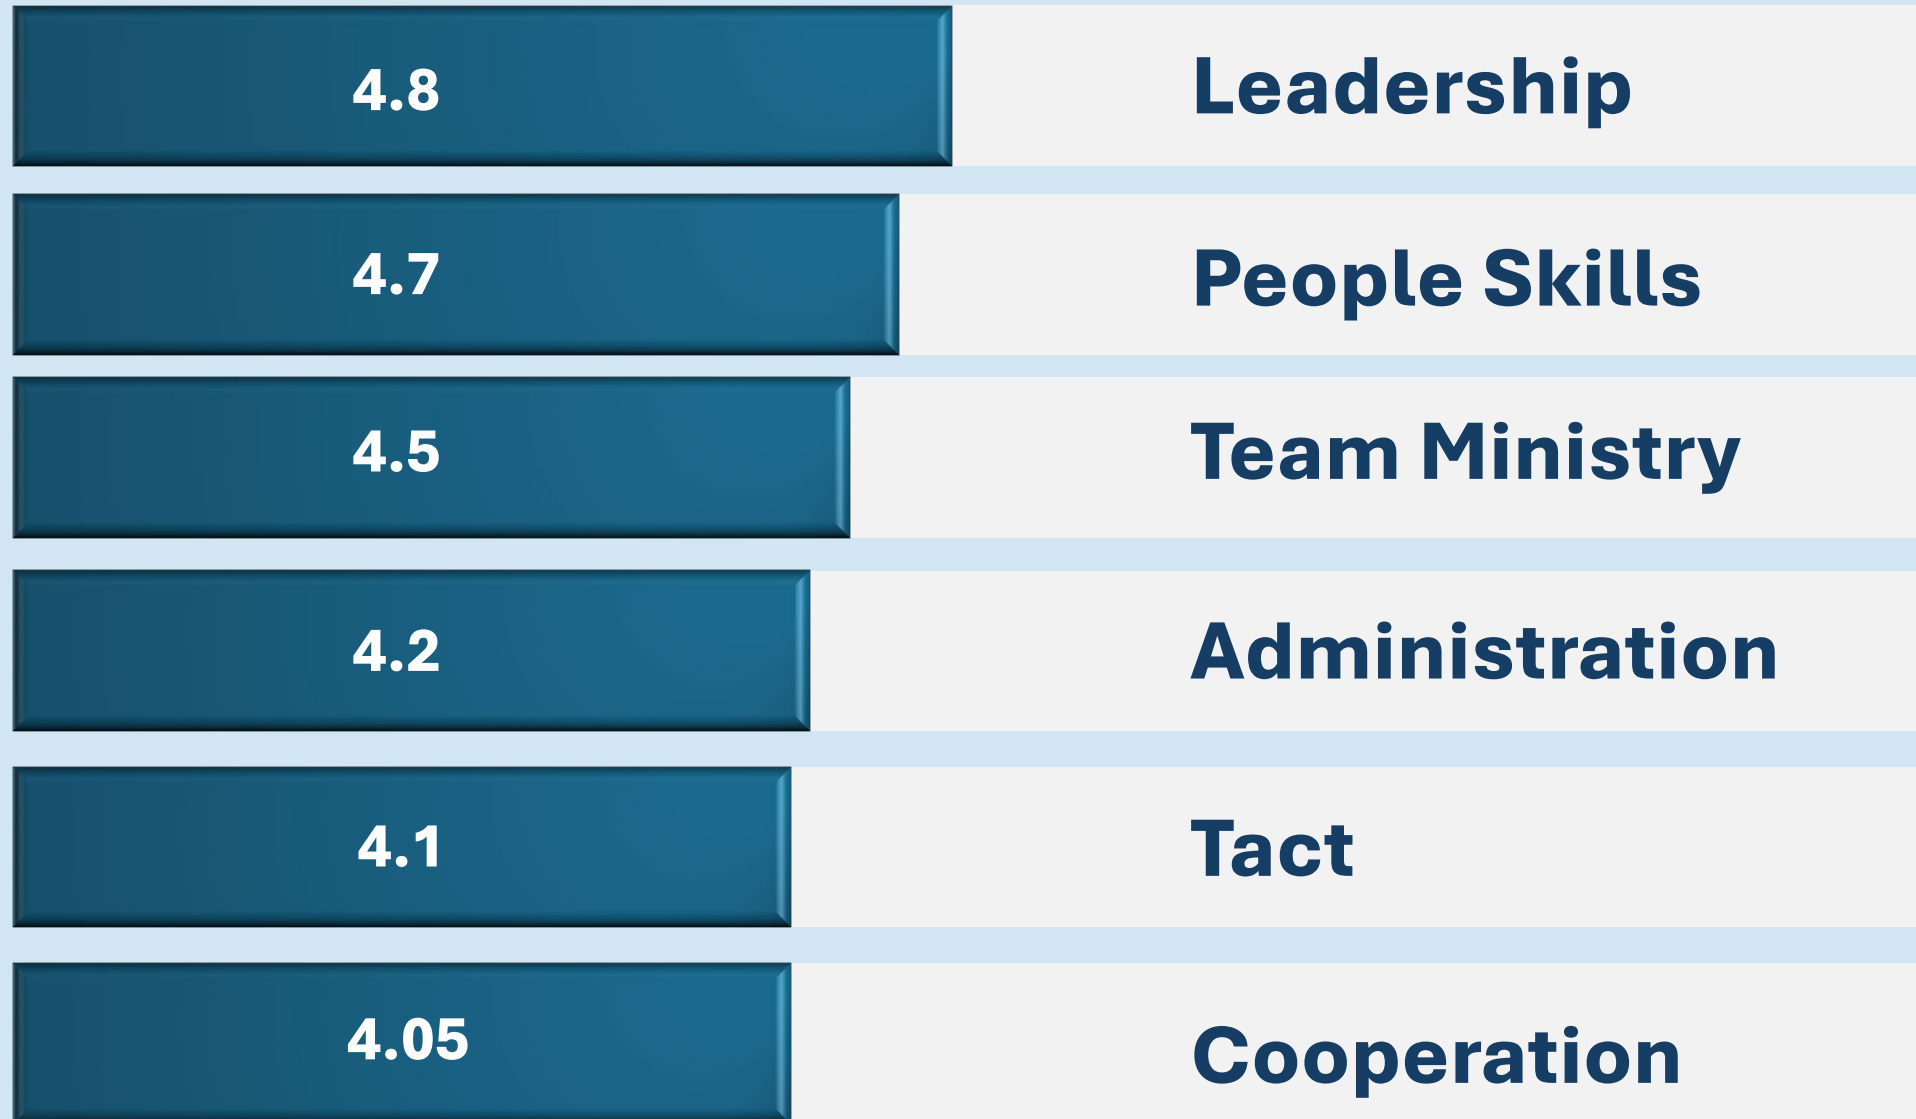 4.8 Leadership
4.7 People Skills
4.5 Team Ministry
4.2 Administration
4.1 Tact
4.05 Cooperation